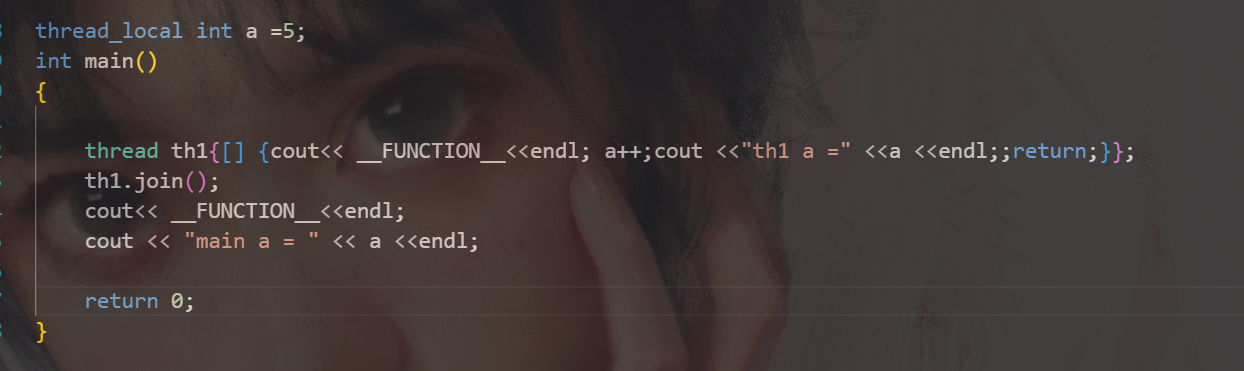 thread_local int a =5;
int main()
{
thread th1{[] {cout<< __FUNCTION__<<endl; a++;cout <<"th1 a =" <<a <<endl;;return;}};
th1.join();
cout<< __FUNCTION__<<endl;
cout << "main a = " << a <<endl;
return 0;
}